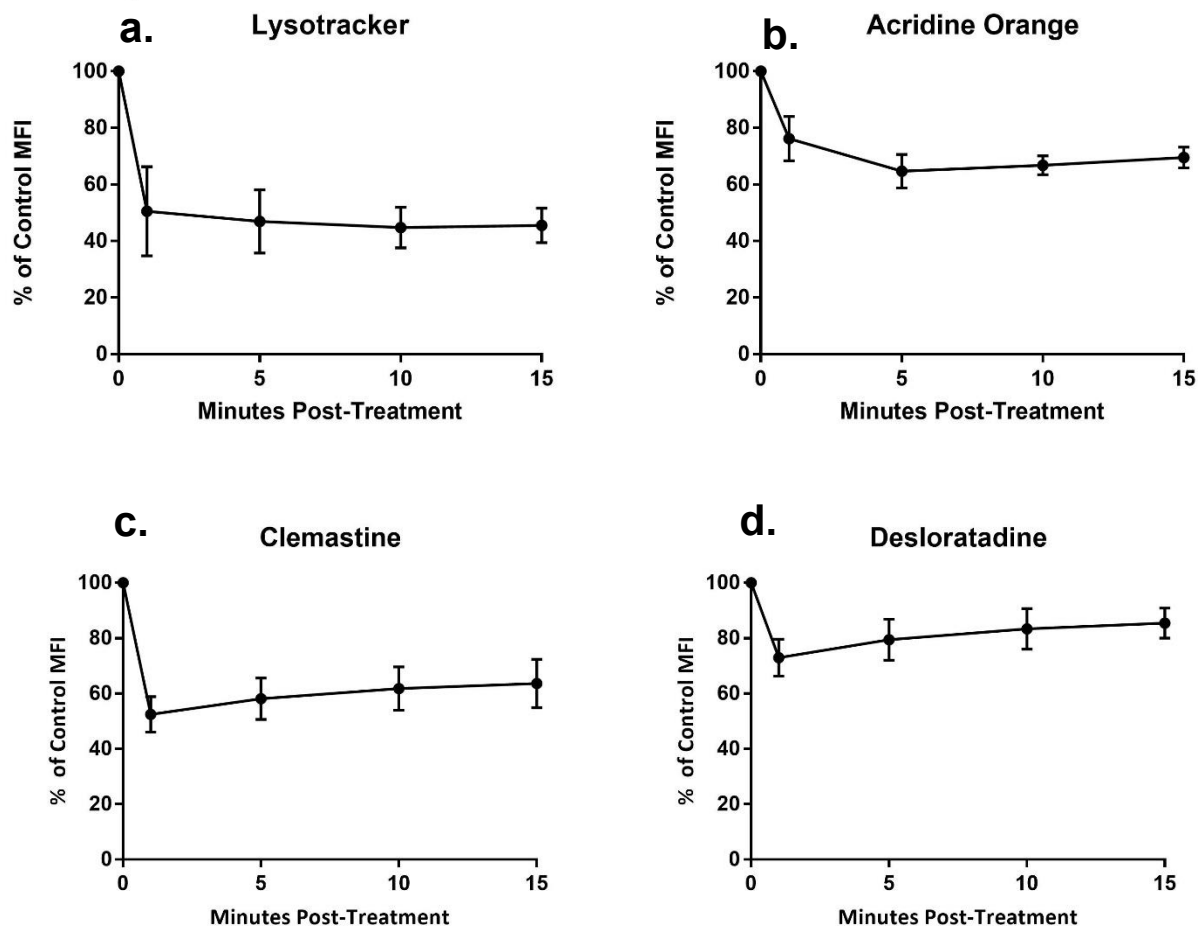 a.
Lysotracker
% of Control MFI
100
80
60
40
20
0
0 5 10 15
Minutes Post-Treatment
b.
Acridine Orange
% of Control MFI
100
80
60
40
20
0
0 5 10 15
Minutes Post-Treatment
c.
Clemastine
% of Control MFI
100
80
60
40
20
0
0 5 10 15
Minutes Post-Treatment
d.
Desloratadine
% of Control MFI
100
80
60
40
20
0
0 5 10 15
Minutes Post-Treatment